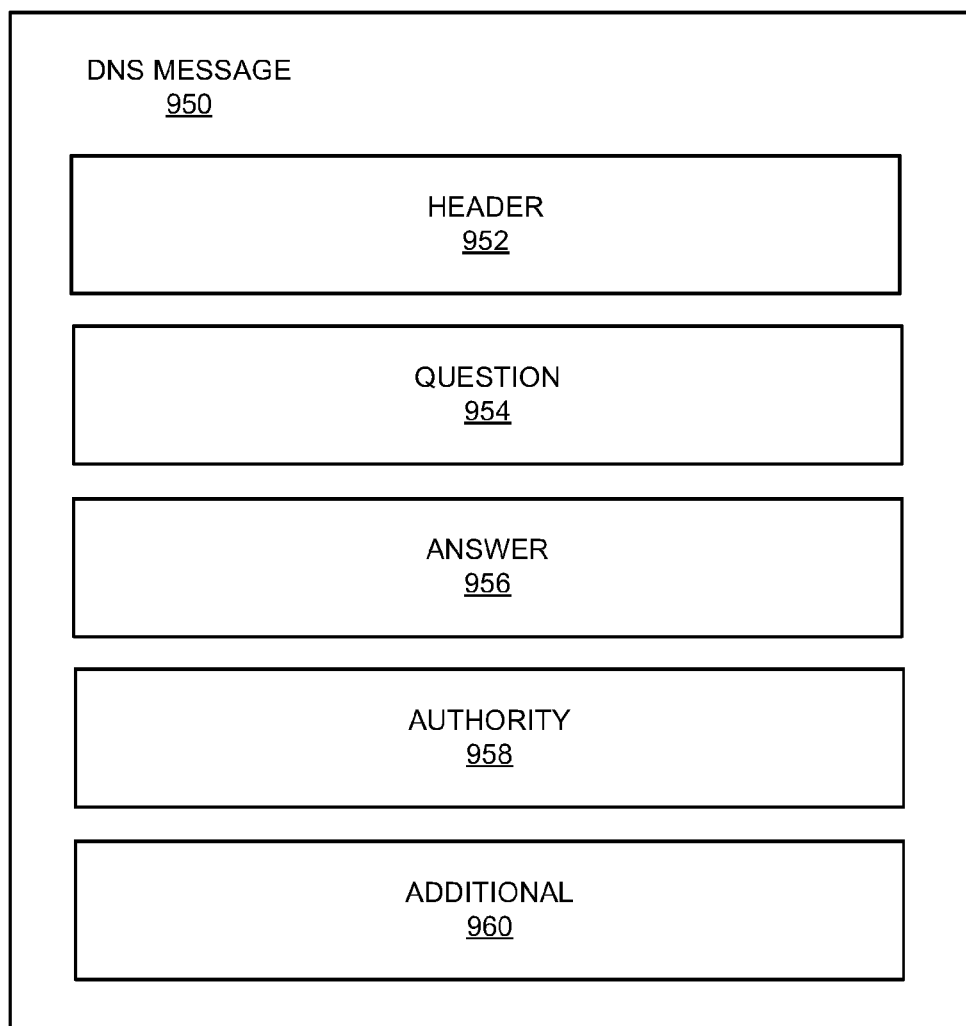 DNS MESSAGE
950
HEADER
952
QUESTION
954
ANSWER
956
AUTHORITY
958
ADDITIONAL
960